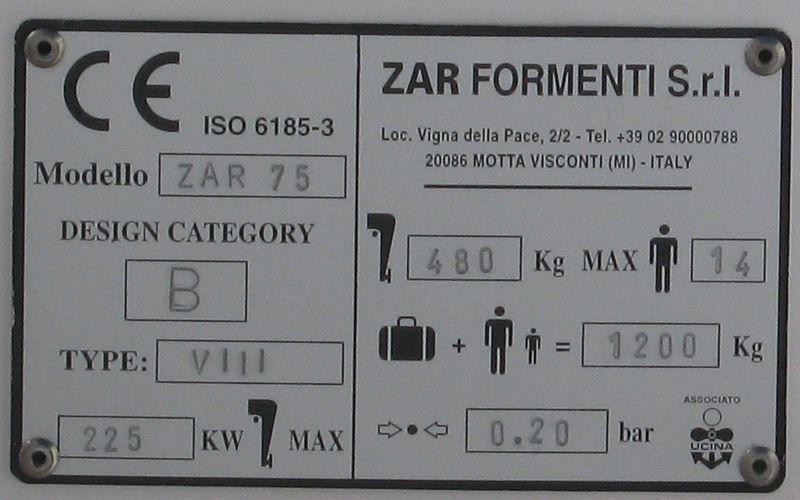 CE ISO 6185-3
Modello ZAR 75
DESIGN CATEGORY
B
TYPE: VIII
225 KW MAX
ZAR FORMENTI S.r.l.
Loc. Vigna della Pace, 2/2 - Tel. +39 02 90000788
20086 MOTTA VISCONTI (MI) - ITALY
480 Kg MAX 14
+ = 1200 Kg
0.20 bar
ASSOCIATO
UCINA